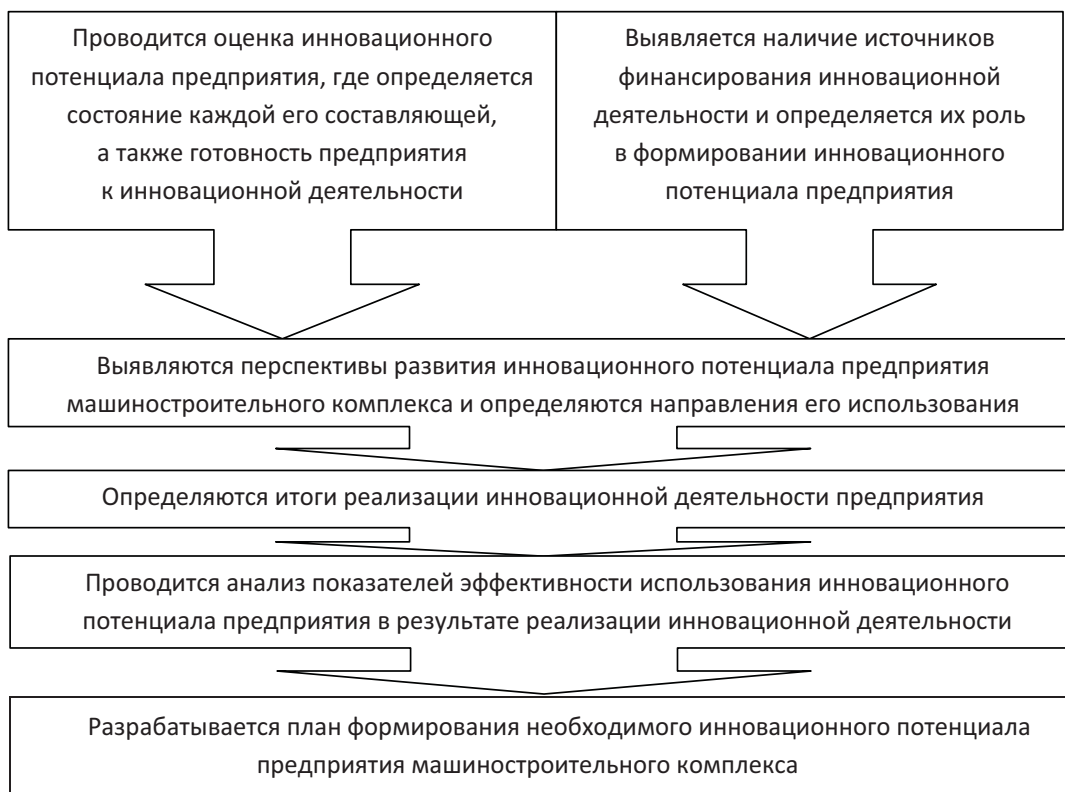 Проводится оценка инновационного
потенциала предприятия, где определяется
состояние каждой его составляющей,
а также готовность предприятия
к инновационной деятельности
Выявляется наличие источников
финансирования инновационной
деятельности и определяется их роль
в формировании инновационного
потенциала предприятия
Выявляются перспективы развития инновационного потенциала предприятия
машиностроительного комплекса и определяются направления его использования
Определяются итоги реализации инновационной деятельности предприятия
Проводится анализ показателей эффективности использования инновационного
потенциала предприятия в результате реализации инновационной деятельности
Разрабатывается план формирования необходимого инновационного потенциала
предприятия машиностроительного комплекса